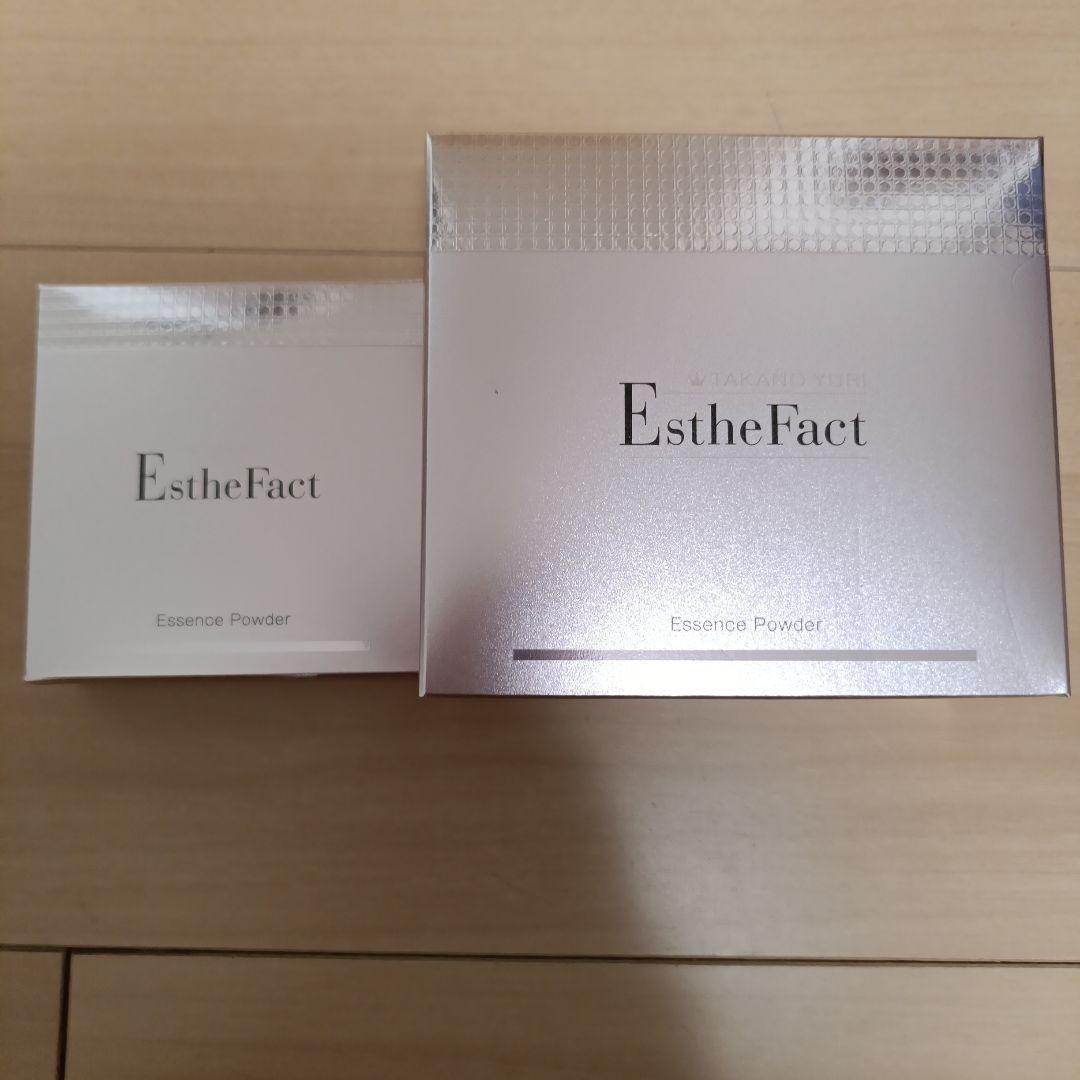 EstheFact
Essence Powder
TAKANO YURI
EstheFact
Essence Powder